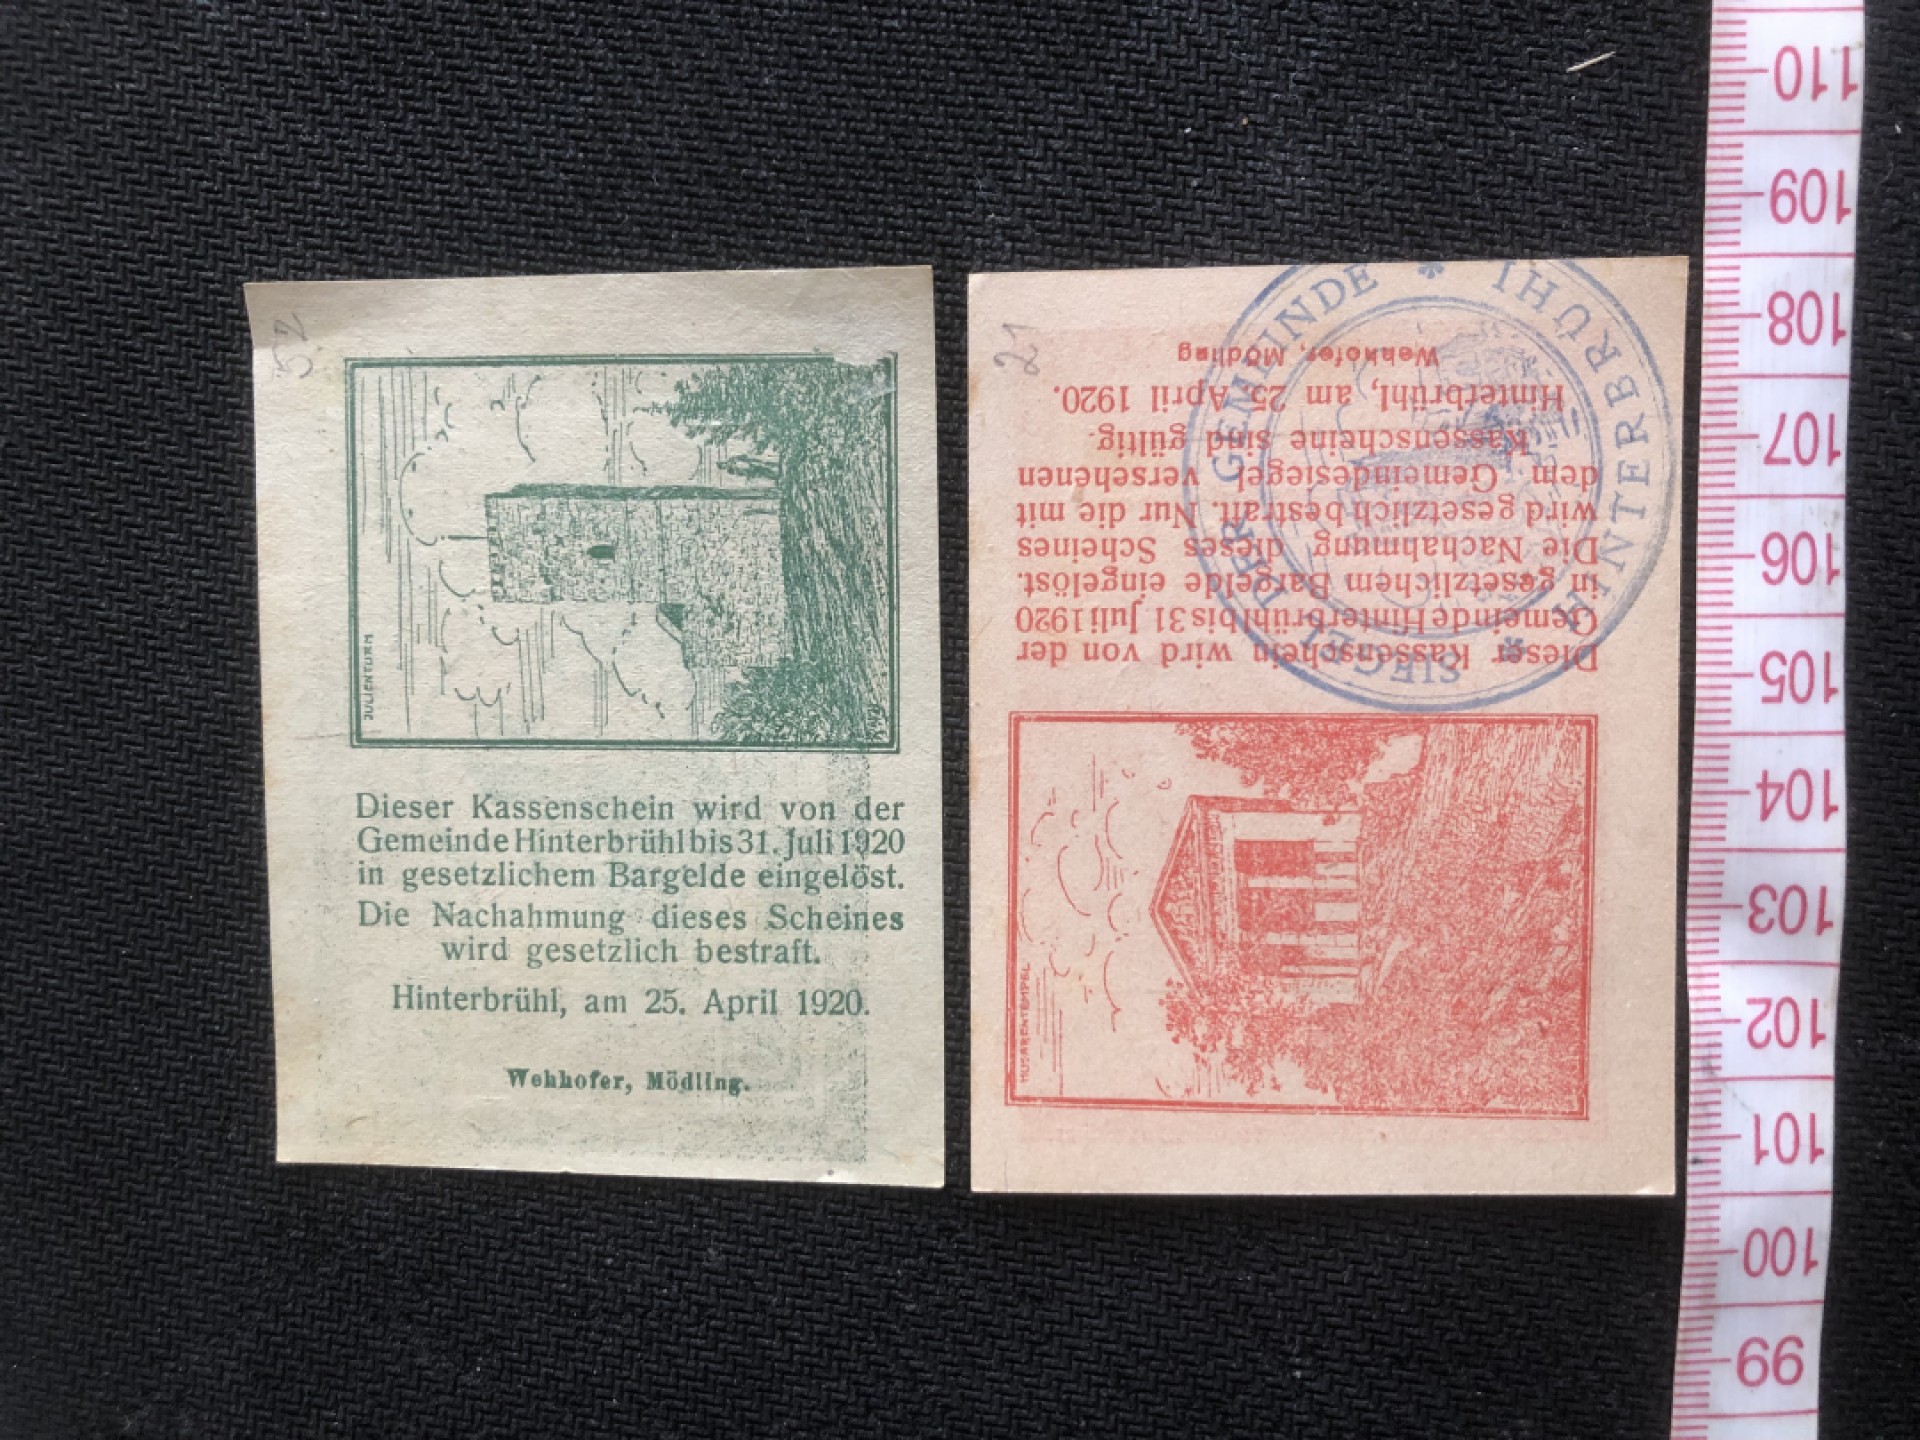 52
JULIENTURM
Dieser Kassenschein wird von der
Gemeinde Hinterbrühl bis 31. Juli 1920
in gesetzlichem Bargelde eingelöst.
Die Nachahmung dieses Scheines
wird gesetzlich bestraft.
Hinterbrühl, am 25. April 1920.
Wehhofer, Mödling.
21
HUSARENTEMPEL
Dieser Kassenschein wird von der
Gemeinde Hinterbrühl bis 31 Juli 1920
in gesetzlichem Bargelde eingelöst.
Die Nachahmung dieses Scheines
wird gesetzlich bestraft. Nur die mit
dem Gemeindesiegel versehenen
Kassenscheine sind gültig.
Hinterbrühl, am 25 April 1920.
Wehhofer, Mödling
SIEGEL DER GEMEINDE * HINTERBRÜHL *
110
109
108
107
106
105
104
103
102
101
100
99